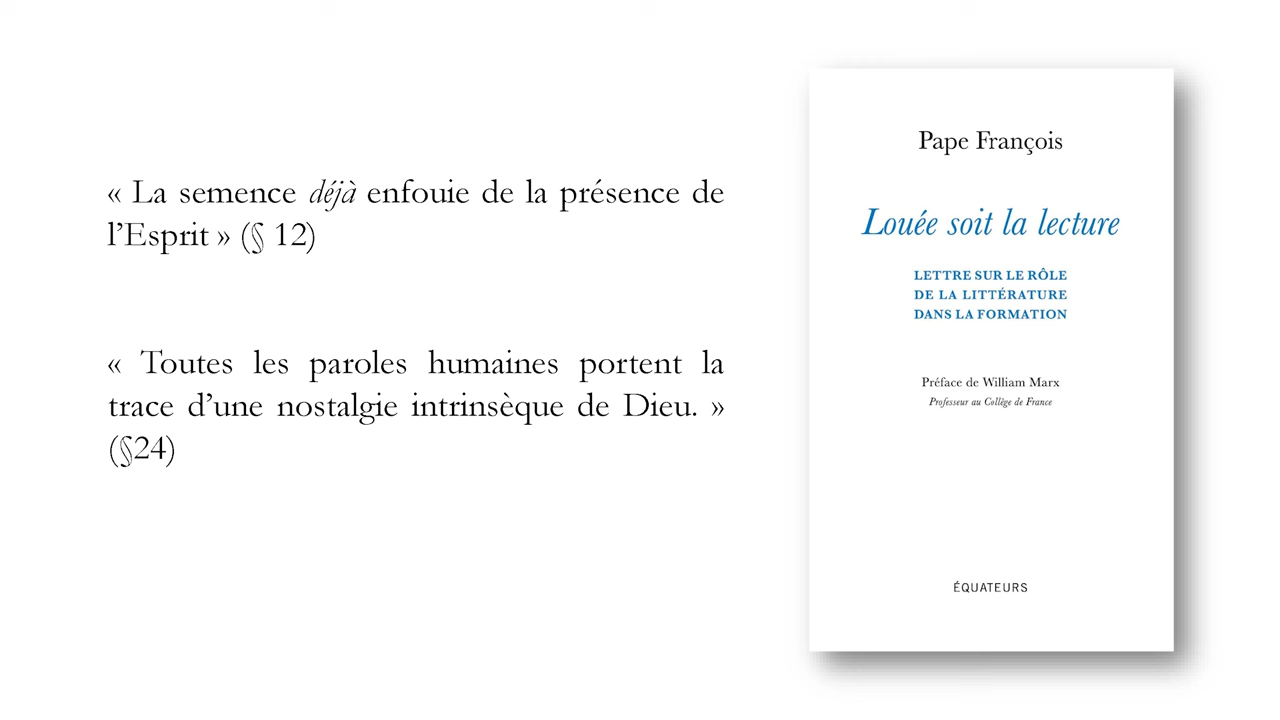 « La semence déjà enfouie de la présence de
l’Esprit » (§ 12)
« Toutes les paroles humaines portent la
trace d’une nostalgie intrinsèque de Dieu. »
(§24)
Pape François
Louée soit la lecture
LETTRE SUR LE RÔLE
DE LA LITTÉRATURE
DANS LA FORMATION
Préface de William Marx
Professeur au Collège de France
ÉQUATEURS